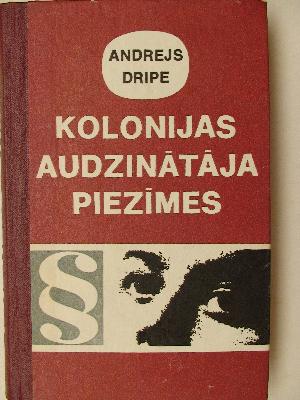 ANDREJS
DRIPE
KOLONIJAS
AUDZINĀTĀJA
PIEZĪMES
§